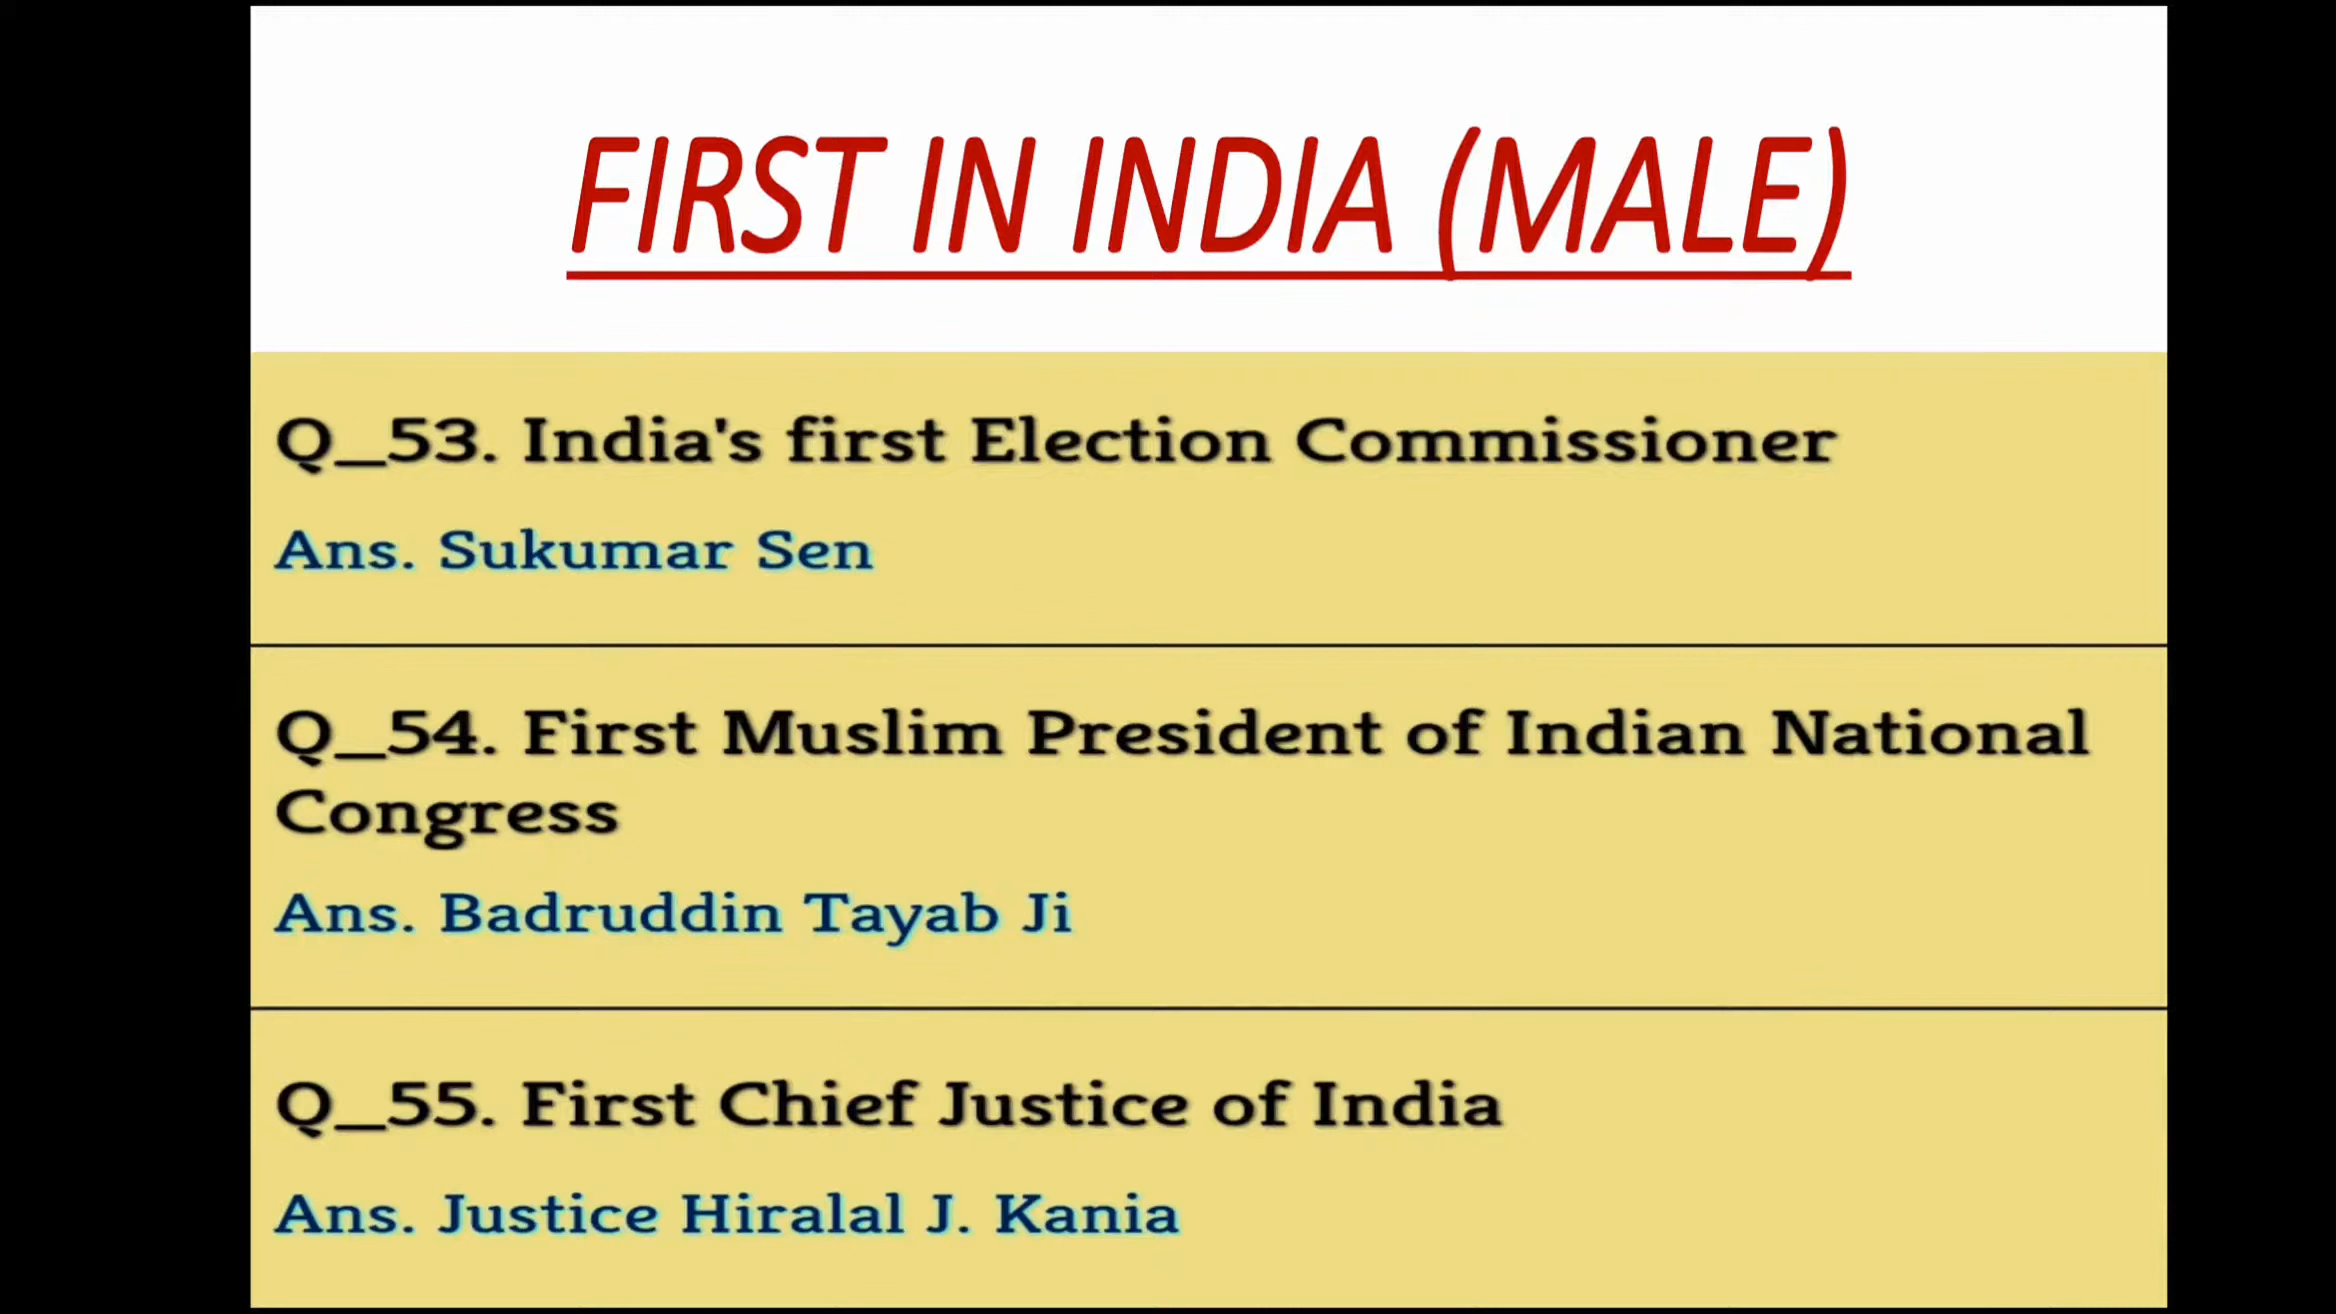 FIRST IN INDIA (MALE)
Q_53. India's first Election Commissioner
Ans. Sukumar Sen
Q_54. First Muslim President of Indian National
Congress
Ans. Badruddin Tayab Ji
Q_55. First Chief Justice of India
Ans. Justice Hiralal J. Kania